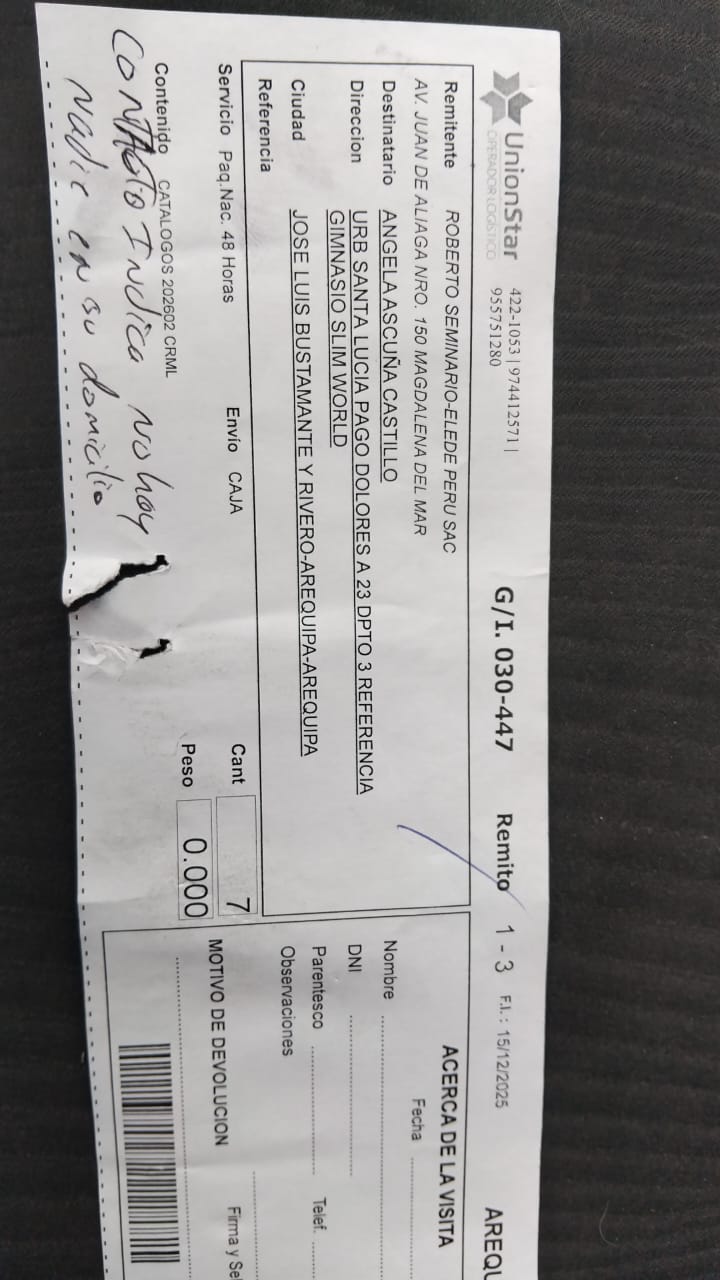 UnionStar
OPERADOR LOGÍSTICO
422-1053 | 974412571 |
955751280
G/I. 030-447
Remito 1 - 3 F.I.: 15/12/2025
AREQU
Remitente ROBERTO SEMINARIO-ELEDE PERU SAC
AV. JUAN DE ALIAGA NRO. 150 MAGDALENA DEL MAR
Destinatario ANGELA ASCUÑA CASTILLO
Direccion URB SANTA LUCIA PAGO DOLORES A 23 DPTO 3 REFERENCIA
GIMNASIO SLIM WORLD
Ciudad JOSE LUIS BUSTAMANTE Y RIVERO-AREQUIPA-AREQUIPA
Referencia
Servicio Paq.Nac. 48 Horas Envío CAJA Cant 7
Peso 0.000
Contenido CATALOGOS 202602 CRML
Contacto Indica No hay
Nadie en su domicilio
ACERCA DE LA VISITA
Fecha
Nombre
DNI
Parentesco Telef.
Observaciones
MOTIVO DE DEVOLUCION
Firma y Se